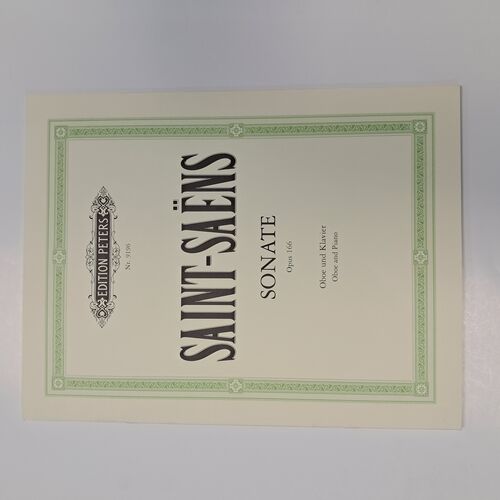 EDITION PETERS
Nr. 9196
SAINT-SAËNS
SONATE
Opus 166
Oboe und Klavier
Oboe and Piano